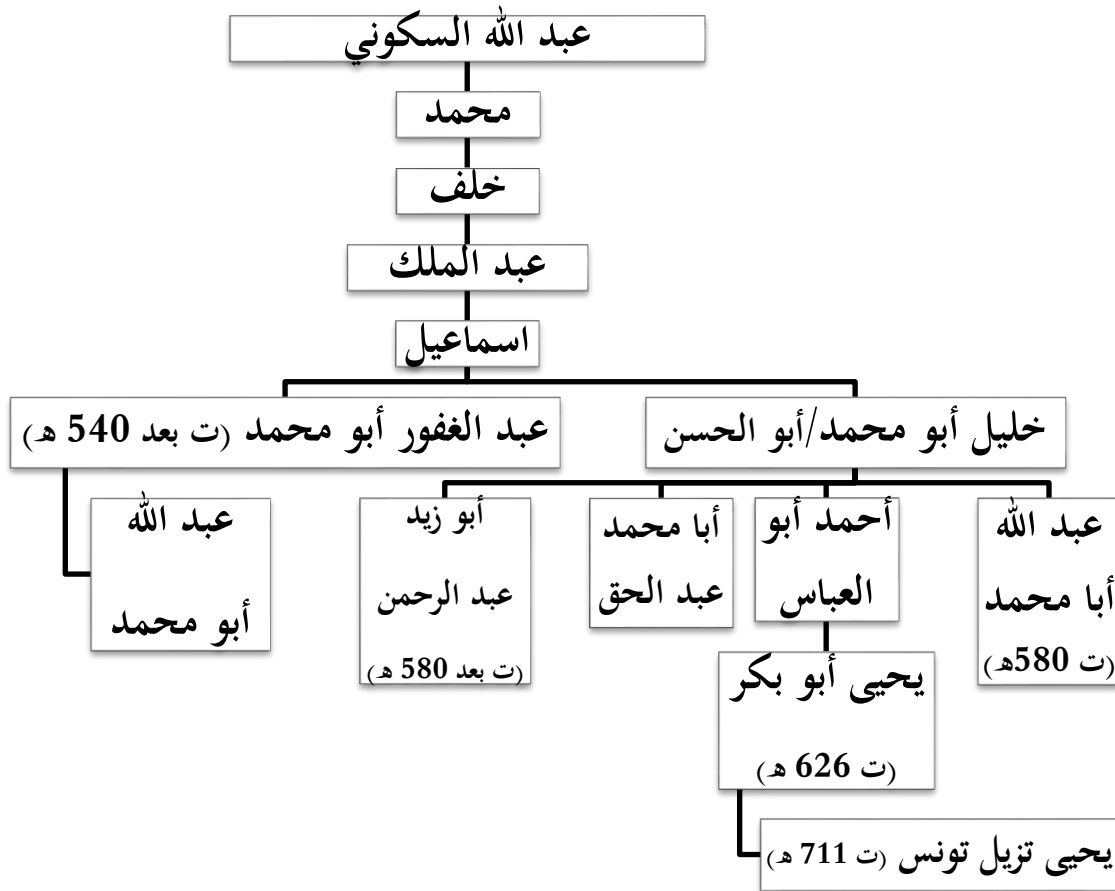 عبد الله السكوني
محمد
خلف
عبد الملك
اسماعيل
خليل أبو محمد/أبو الحسن
عبد الغفور أبو محمد (ت بعد 540 هـ)
عبد الله
أبا محمد
(ت 580هـ)
أحمد أبو
العباس
أبا محمد
عبد الحق
أبو زيد
عبد الرحمن
(ت بعد 580 هـ)
عبد الله
أبو محمد
يحيى أبو بكر
(ت 626 هـ)
يحيى تزيل تونس (ت 711 هـ)